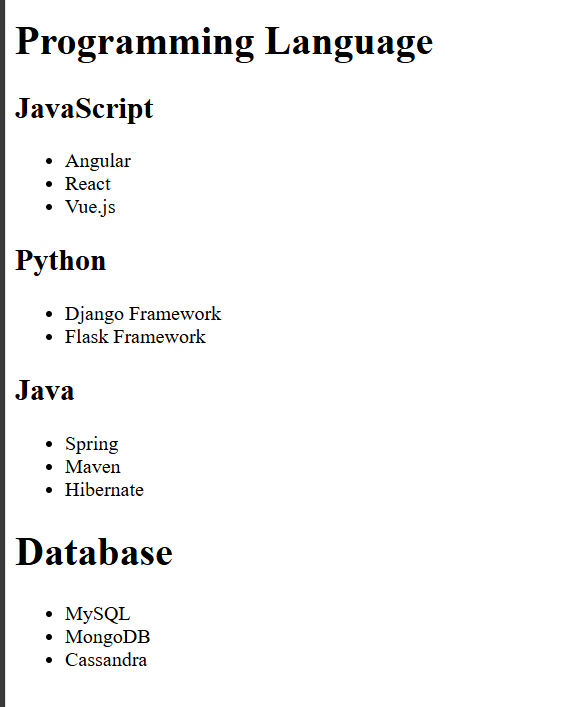 Programming Language
JavaScript
• Angular
• React
• Vue.js
Python
• Django Framework
• Flask Framework
Java
• Spring
• Maven
• Hibernate
Database
• MySQL
• MongoDB
• Cassandra